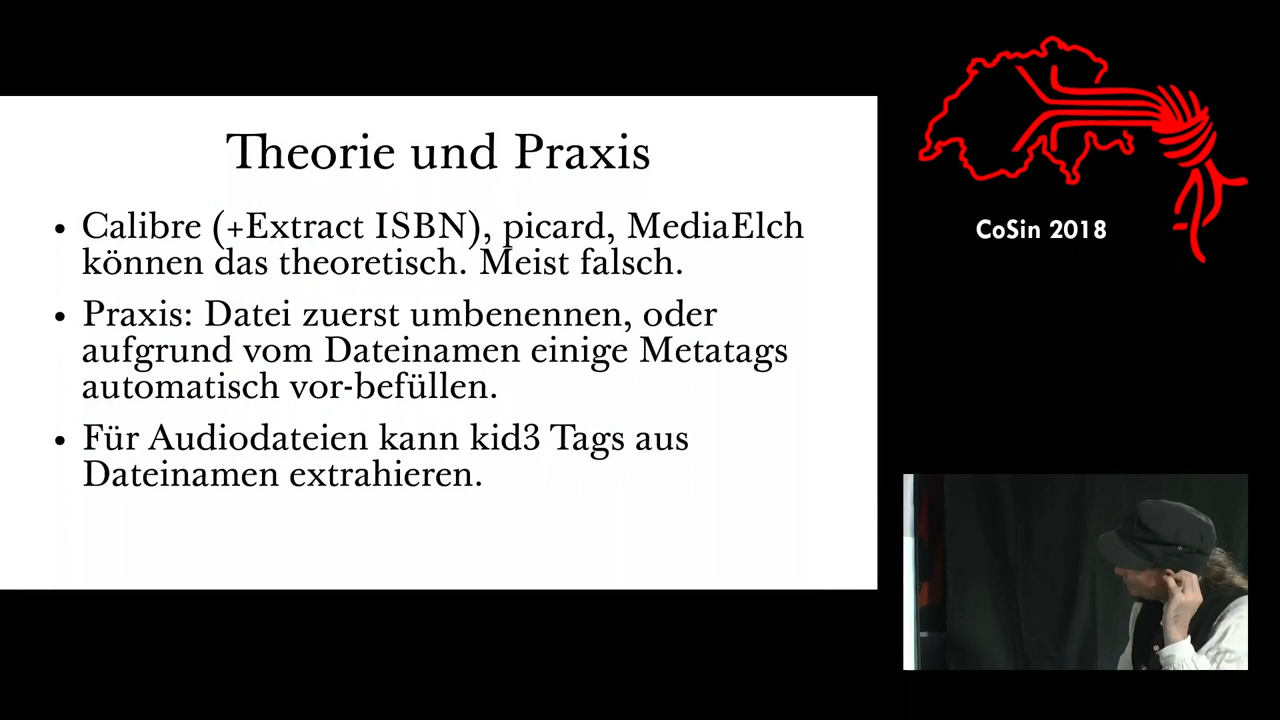 Theorie und Praxis
• Calibre (+Extract ISBN), picard, MediaElch
können das theoretisch. Meist falsch.
• Praxis: Datei zuerst umbenennen, oder
aufgrund vom Dateinamen einige Metatags
automatisch vor-befüllen.
• Für Audiodateien kann kid3 Tags aus
Dateinamen extrahieren.
CoSin 2018